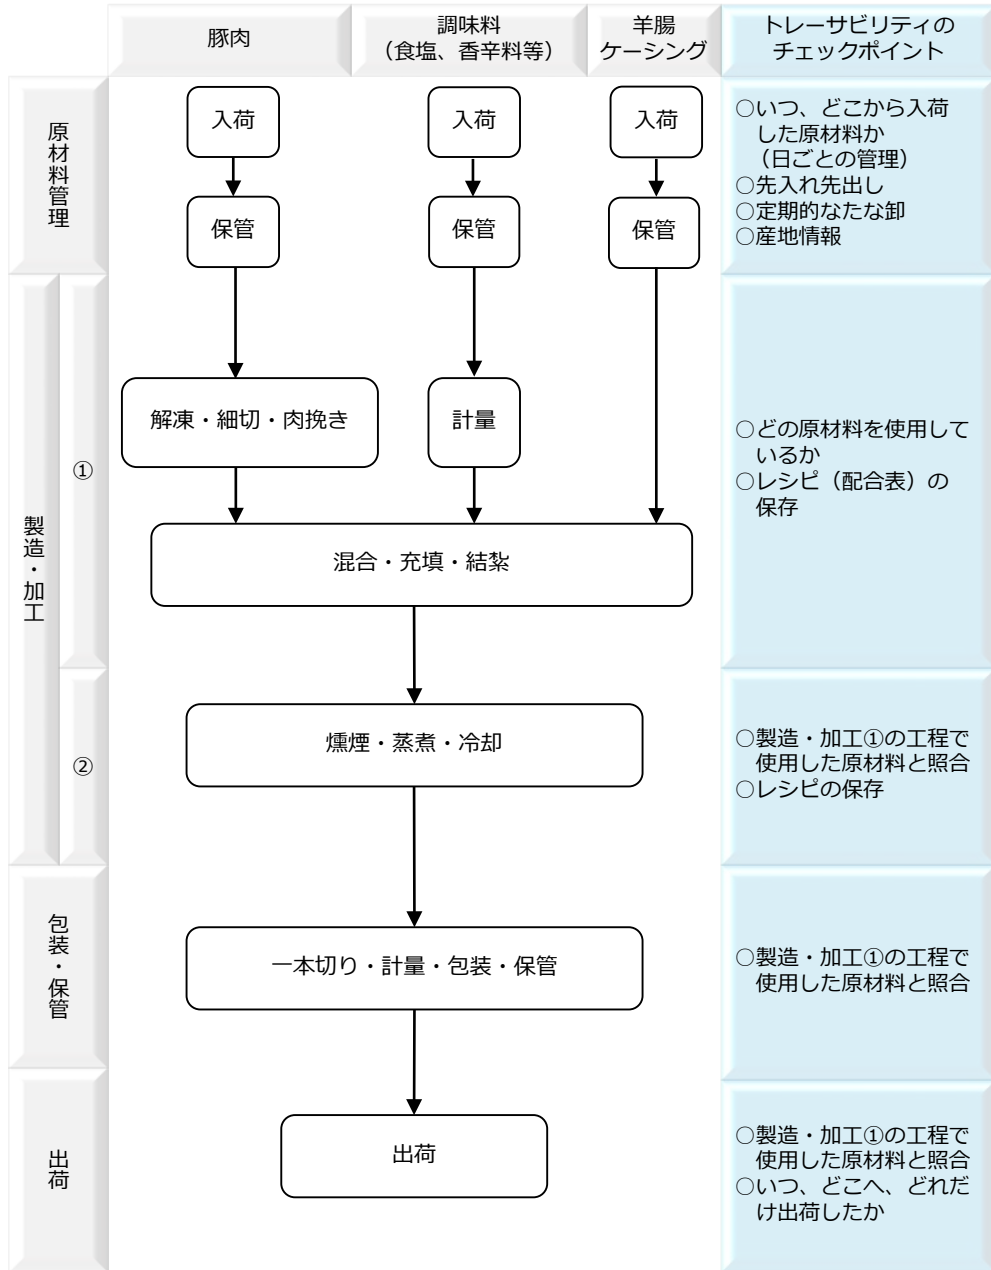 豚肉
調味料
（食塩、香辛料等）
羊腸
ケーシング
トレーサビリティの
チェックポイント
原材料管理
入荷
入荷
入荷
保管
保管
保管
○いつ、どこから入荷
した原材料か
（日ごとの管理）
○先入れ先出し
○定期的なたな卸
○産地情報
製造・加工
①
解凍・細切・肉挽き
計量
混合・充填・結紮
○どの原材料を使用して
いるか
○レシピ（配合表）の
保存
②
燻煙・蒸煮・冷却
○製造・加工①の工程で
使用した原材料と照合
○レシピの保存
包装・保管
一本切り・計量・包装・保管
○製造・加工①の工程で
使用した原材料と照合
出荷
出荷
○製造・加工①の工程で
使用した原材料と照合
○いつ、どこへ、どれだ
け出荷したか